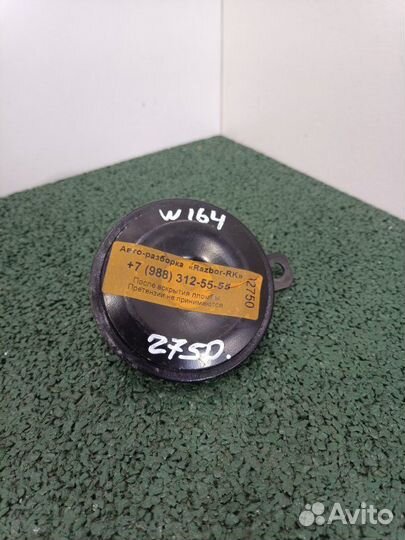 W164
Авто-разборка «Razbor-RK»
+7 (988) 312-55-55
После вскрытия пломбы
Претензии не принимаются
12750
2750.
Avito